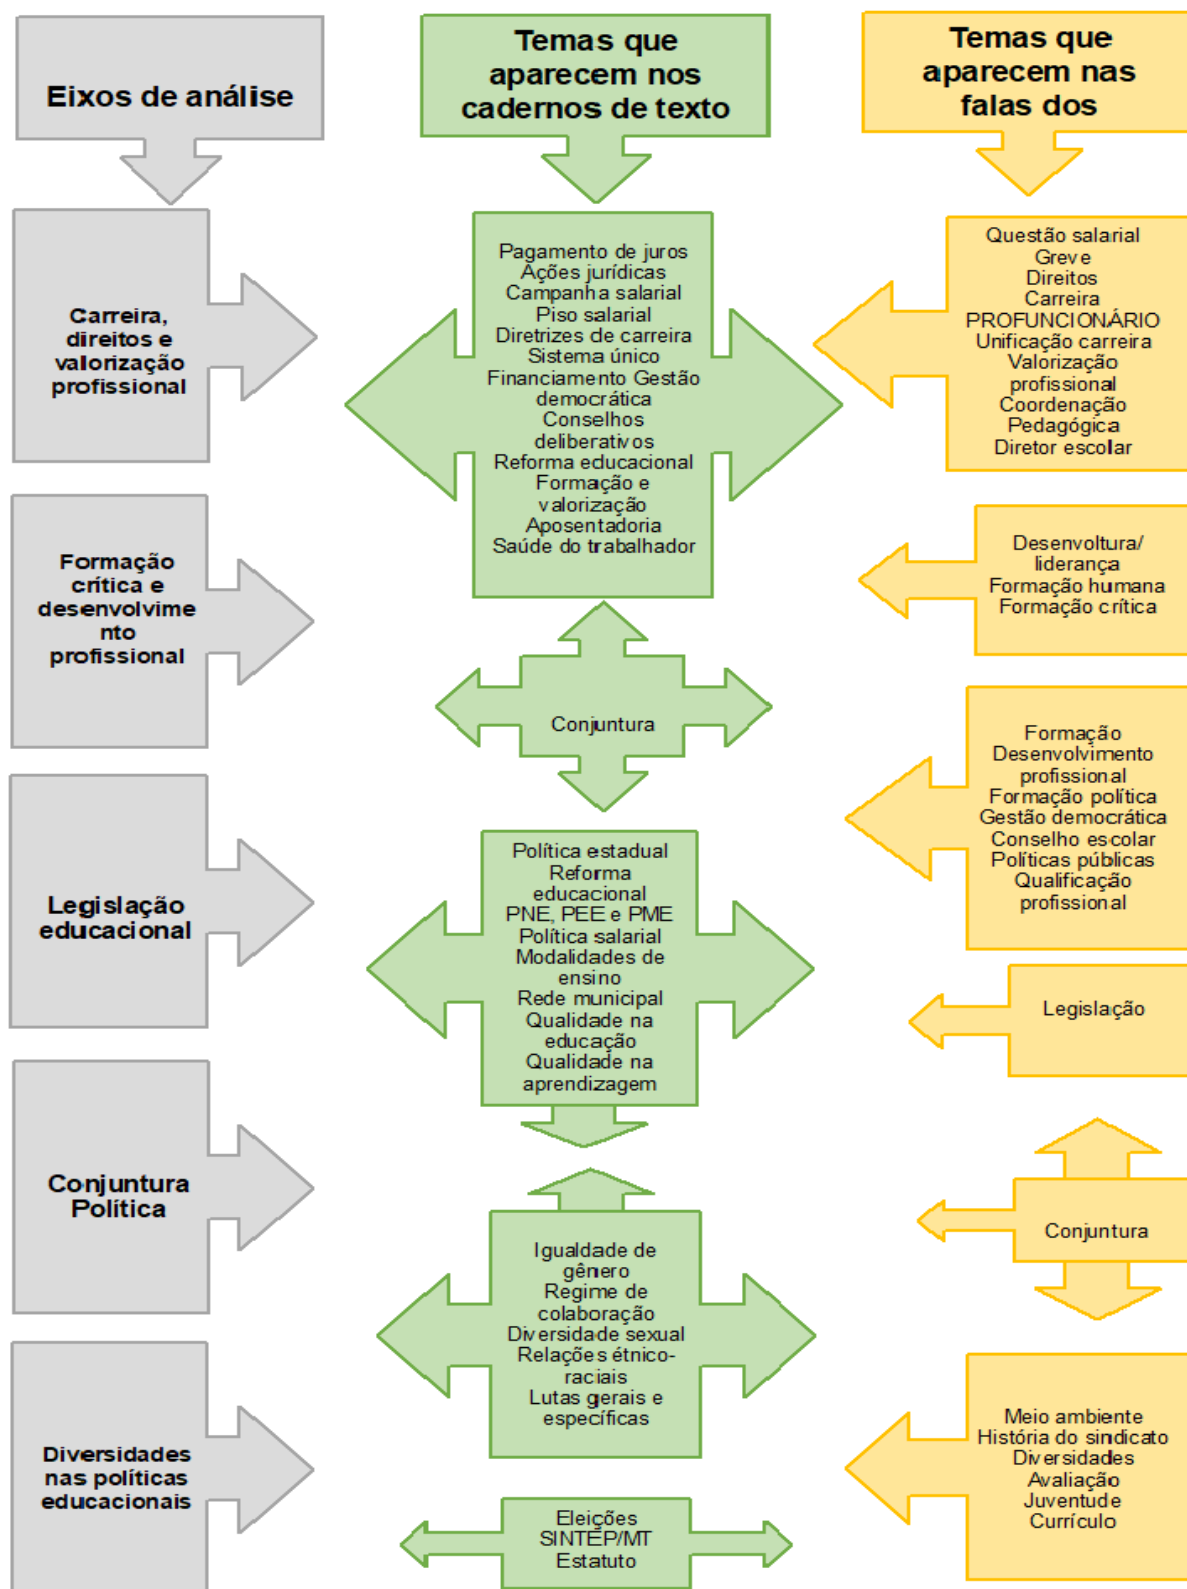 Eixos de análise
Carreira,
direitos e
valorização
profissional
Formação
crítica e
desenvolvime
nto
profissional
Legislação
educacional
Conjuntura
Política
Diversidades
nas políticas
educacionais
Temas que
aparecem nos
cadernos de texto
Pagamento de juros
Ações jurídicas
Campanha salarial
Piso salarial
Diretrizes de carreira
Sistema único
Financiamento Gestão
democrática
Conselhos
deliberativos
Reforma educacional
Formação e
valorização
Aposentadoria
Saúde do trabalhador
Conjuntura
Política estadual
Reforma
educacional
PNE, PEE e PME
Política salarial
Modalidades de
ensino
Rede municipal
Qualidade na
educação
Qualidade na
aprendizagem
Igualdade de
gênero
Regime de
colaboração
Diversidade sexual
Relações étnico-
raciais
Lutas gerais e
específicas
Eleições
SINTEP/MT
Estatuto
Temas que
aparecem nas
falas dos
Questão salarial
Greve
Direitos
Carreira
PROFUNCIONÁRIO
Unificação carreira
Valorização
profissional
Coordenação
Pedagógica
Diretor escolar
Desenvoltura/
liderança
Formação humana
Formação crítica
Formação
Desenvolvimento
profissional
Formação política
Gestão democrática
Conselho escolar
Políticas públicas
Qualificação
profissional
Legislação
Conjuntura
Meio ambiente
História do sindicato
Diversidades
Avaliação
Juventude
Currículo